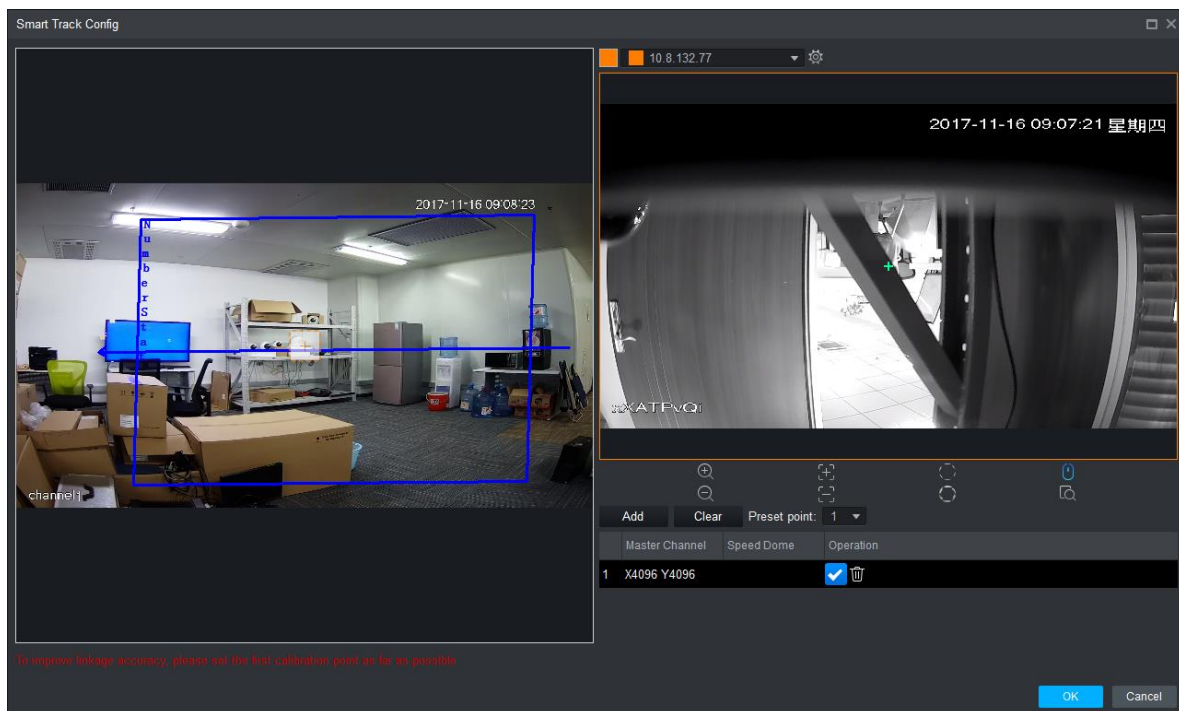 Smart Track Config
10.8.132.77
2017-11-16 09:07:21 星期四
2017-11-16 09:08:23
NumberSta
channel1
Add Clear Preset point: 1
Master Channel Speed Dome Operation
1 X4096 Y4096
To improve linkage accuracy, please set the first calibration point as far as possible
OK Cancel